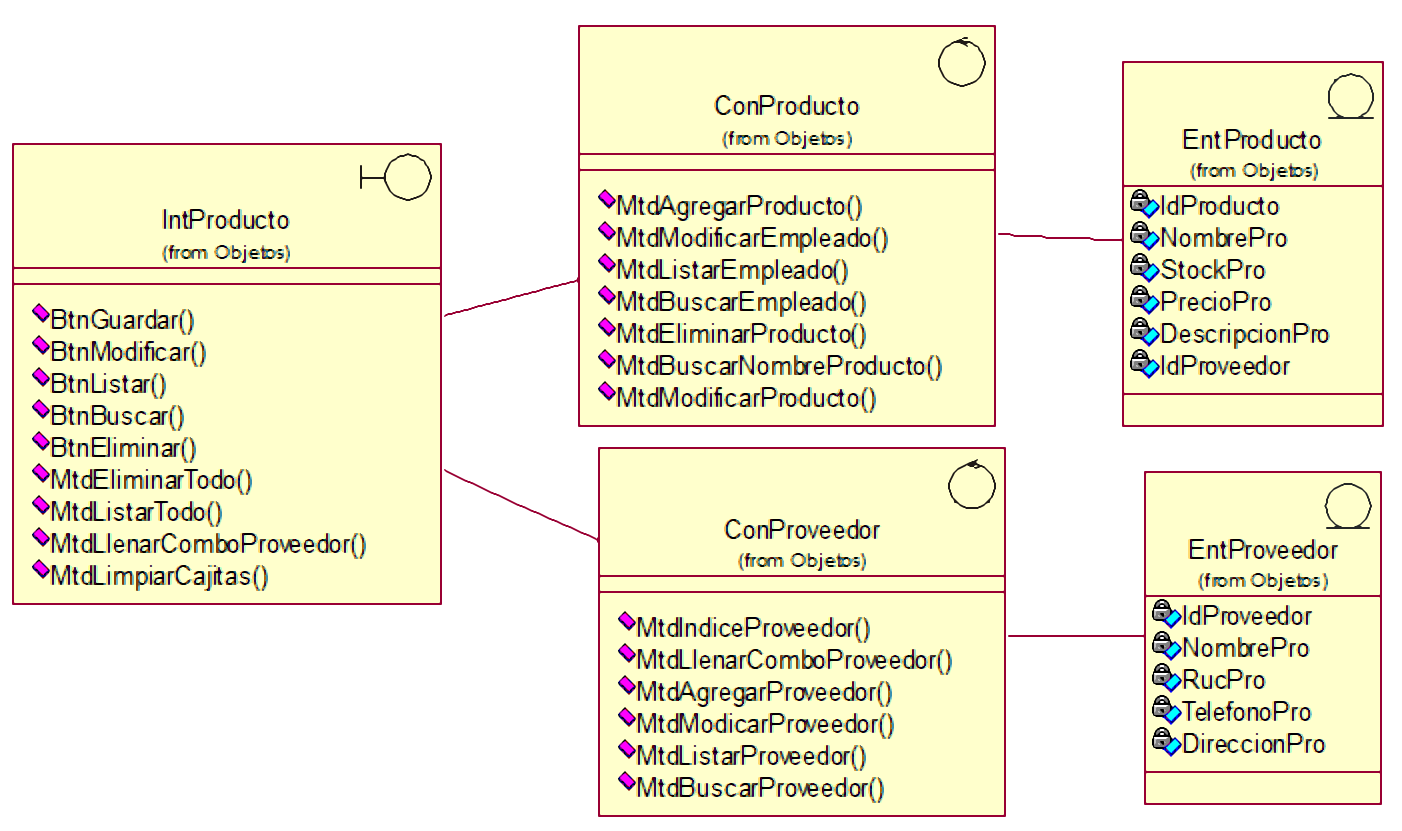 IntProducto
(from Objetos)
BtnGuardar()
BtnModificar()
BtnListar()
BtnBuscar()
BtnEliminar()
MtdEliminarTodo()
MtdListarTodo()
MtdLlenarComboProveedor()
MtdLimpiarCajitas()
ConProducto
(from Objetos)
MtdAgregarProducto()
MtdModificarEmpleado()
MtdListarEmpleado()
MtdBuscarEmpleado()
MtdEliminarProducto()
MtdBuscarNombreProducto()
MtdModificarProducto()
EntProducto
(from Objetos)
IdProducto
NombrePro
StockPro
PrecioPro
DescripcionPro
IdProveedor
ConProveedor
(from Objetos)
MtdIndiceProveedor()
MtdLlenarComboProveedor()
MtdAgregarProveedor()
MtdModicarProveedor()
MtdListarProveedor()
MtdBuscarProveedor()
EntProveedor
(from Objetos)
IdProveedor
NombrePro
RucPro
TelefonoPro
DireccionPro